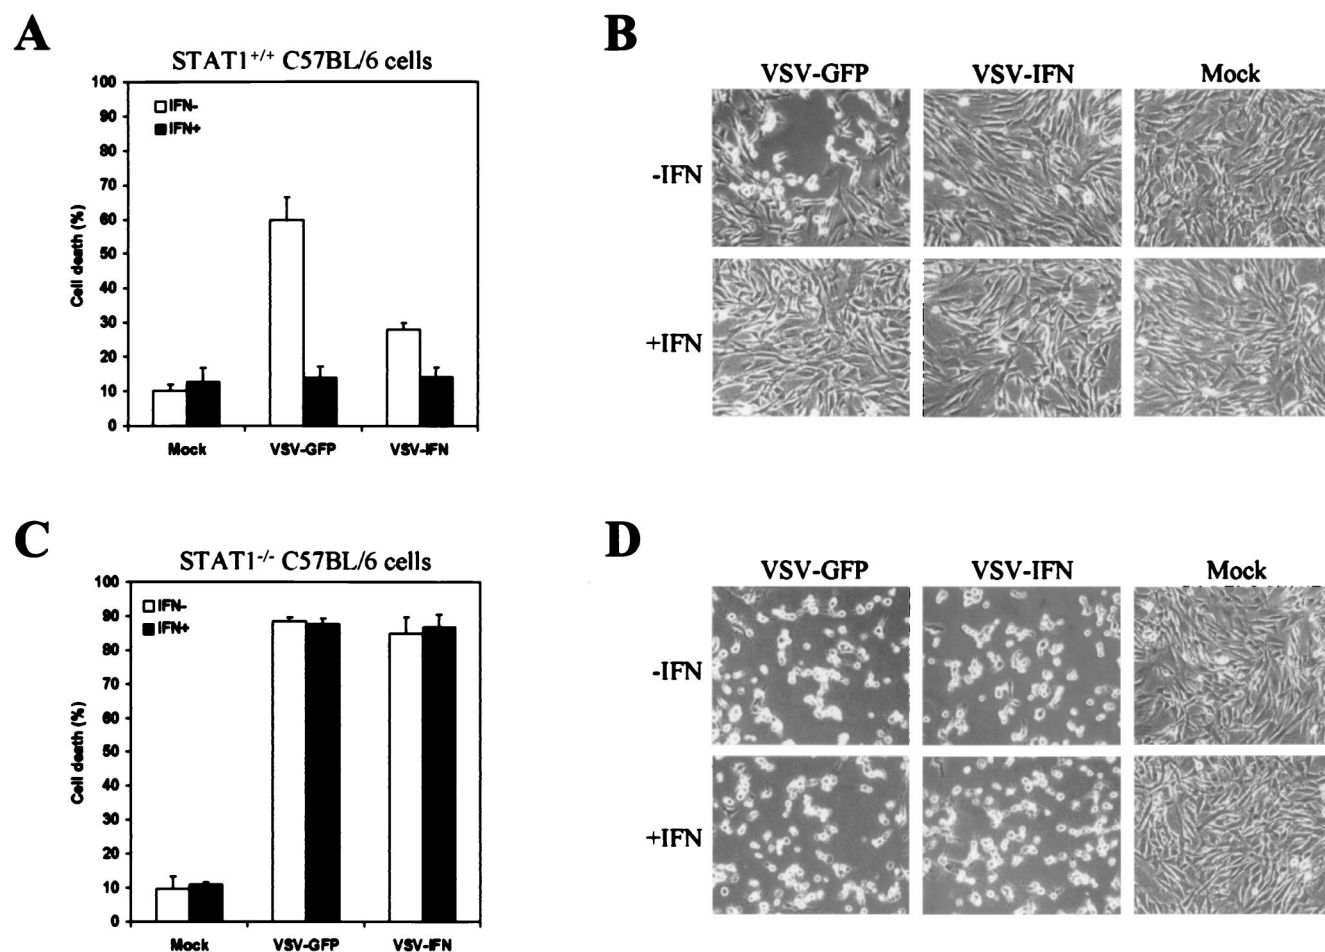 A
STAT1+/+ C57BL/6 cells
100
90
80
70
60
50
40
30
20
10
0
Cell death (%)
IFN-
IFN+
Mock
VSV-GFP
VSV-IFN
B
VSV-GFP
VSV-IFN
Mock
-IFN
+IFN
C
STAT1-/- C57BL/6 cells
100
90
80
70
60
50
40
30
20
10
0
Cell death (%)
IFN-
IFN+
Mock
VSV-GFP
VSV-IFN
D
VSV-GFP
VSV-IFN
Mock
-IFN
+IFN